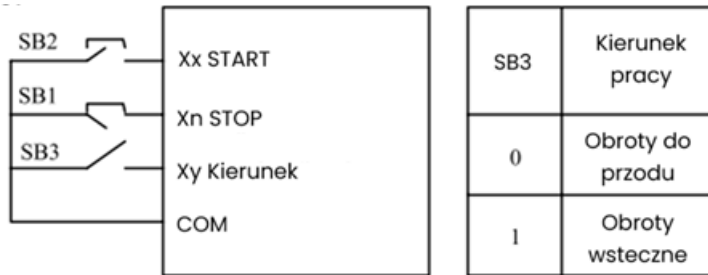 SB2
Xx START
SB1
Xn STOP
SB3
Xy Kierunek
COM
SB3
Kierunek
pracy
0
Obroty do
przodu
1
Obroty
wsteczne